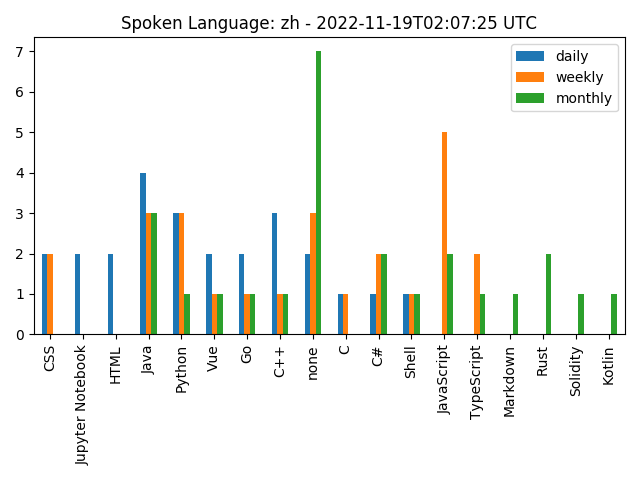 Spoken Language: zh - 2022-11-19T02:07:25 UTC
daily
weekly
monthly
7
6
5
4
3
2
1
0
CSS
Jupyter Notebook
HTML
Java
Python
Vue
Go
C++
none
C
C#
Shell
JavaScript
TypeScript
Markdown
Rust
Solidity
Kotlin